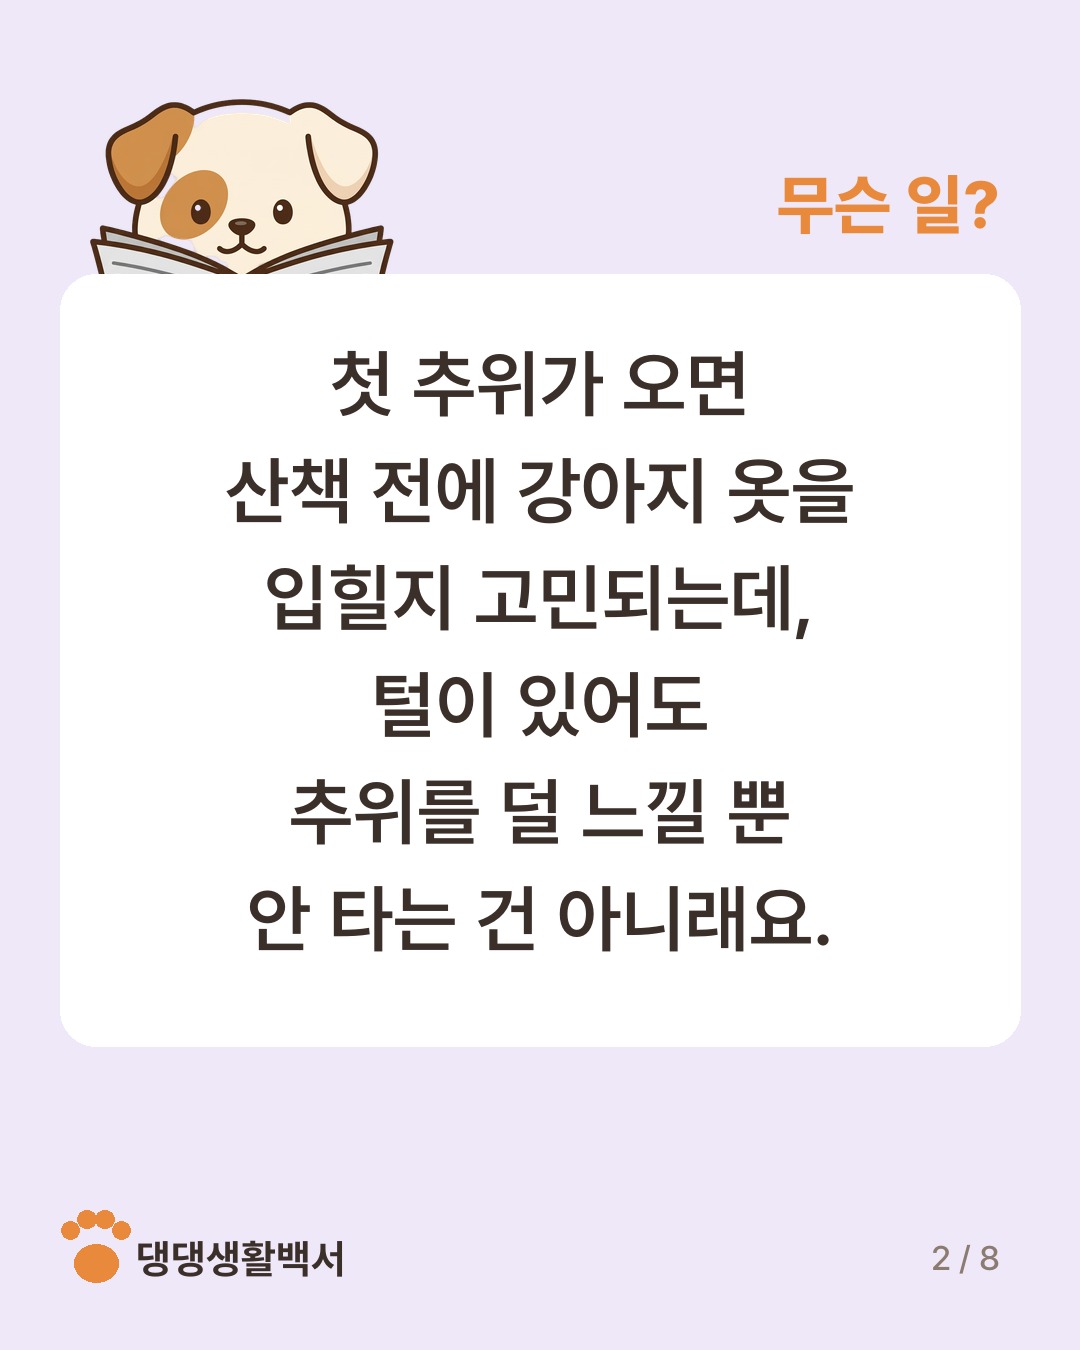 무슨 일?
첫 추위가 오면
산책 전에 강아지 옷을
입힐지 고민되는데,
털이 있어도
추위를 덜 느낄 뿐
안 타는 건 아니래요.
댕댕생활백서
2 / 8